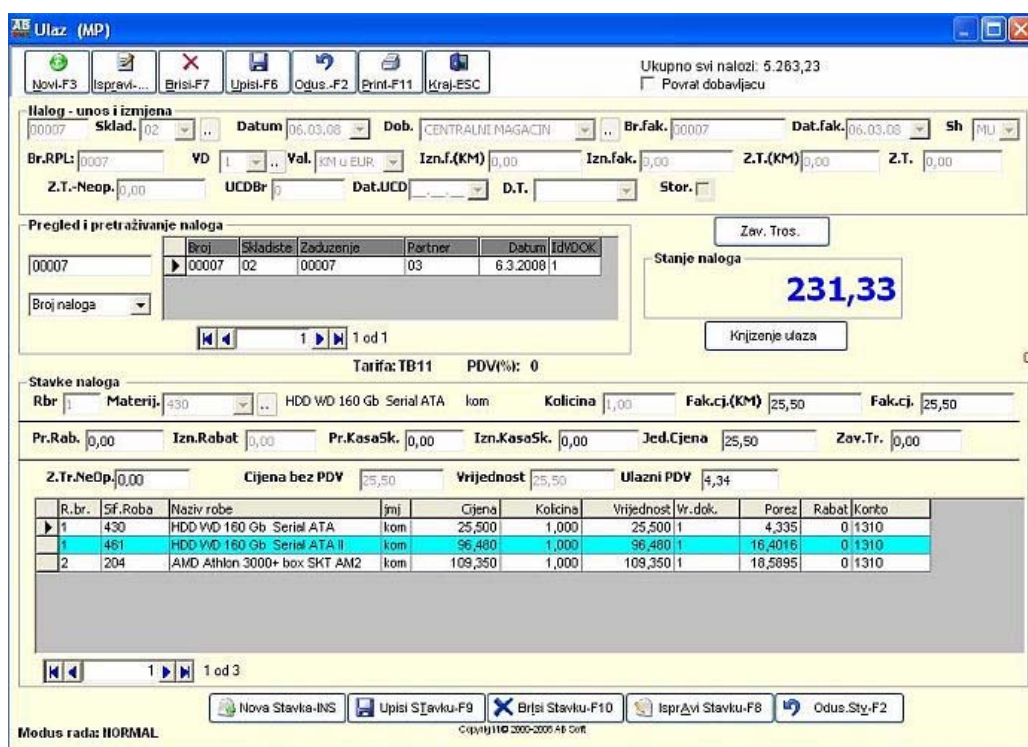 AB Ulaz (MP)
Novi-F3 Ispravi-... Brisi-F7 Upisi-F6 Odus.-F2 Print-F11 Kraj-ESC
Ukupno svi nalozi: 5.263,23
Povrat dobavljacu
Nalog - unos i izmjena
00007 Sklad. 02 .. Datum 06.03.08 Dob. CENTRALNI MAGACIN .. Br.fak. 00007 Dat.fak. 06.03.08 Sh MU
Br.RPL: 0007 VD 1 .. Val. KM u EUR Izn.f.(KM) 0,00 Izn.fak. 0,00 Z.T.(KM) 0,00 Z.T. 0,00
Z.T.-Neop. 0,00 UCDBr 0 Dat.UCD __.__.__ D.T. Stor.
Pregled i pretraživanje naloga
00007
Broj naloga
Broj Skladiste Zaduzenje Partner Datum IdVDOK
00007 02 00007 03 6.3.2008 1
1 1 od 1
Zav. Tros.
Stanje naloga
231,33
Knjizenje ulaza
Tarifa: TB11 PDV(%): 0
Stavke naloga
Rbr 1 Materij. 430 .. HDD WD 160 Gb Serial ATA kom Kolicina 1,00 Fak.cj.(KM) 25,50 Fak.cj. 25,50
Pr.Rab. 0,00 Izn.Rabat 0,00 Pr.KasaSk. 0,00 Izn.KasaSk. 0,00 Jed.Cjena 25,50 Zav.Tr. 0,00
Z.Tr.NeOp. 0,00 Cijena bez PDV 25,50 Vrijednost 25,50 Ulazni PDV 4,34
R.br. Sif.Roba Naziv robe jmj Cijena Kolicina Vrijednost Vr.dok. Porez Rabat Konto
1 430 HDD WD 160 Gb Serial ATA kom 25,500 1,000 25,500 1 4,335 0 1310
1 461 HDD WD 160 Gb Serial ATA II kom 96,480 1,000 96,480 1 16,4016 0 1310
2 204 AMD Athlon 3000+ box SKT AM2 kom 109,350 1,000 109,350 1 18,5895 0 1310
1 1 od 3
Nova Stavka-INS Upisi STavku-F9 BrIsi Stavku-F10 IsprAvi Stavku-F8 Odus.Stv-F2
Modus rada: NORMAL
AB Soft